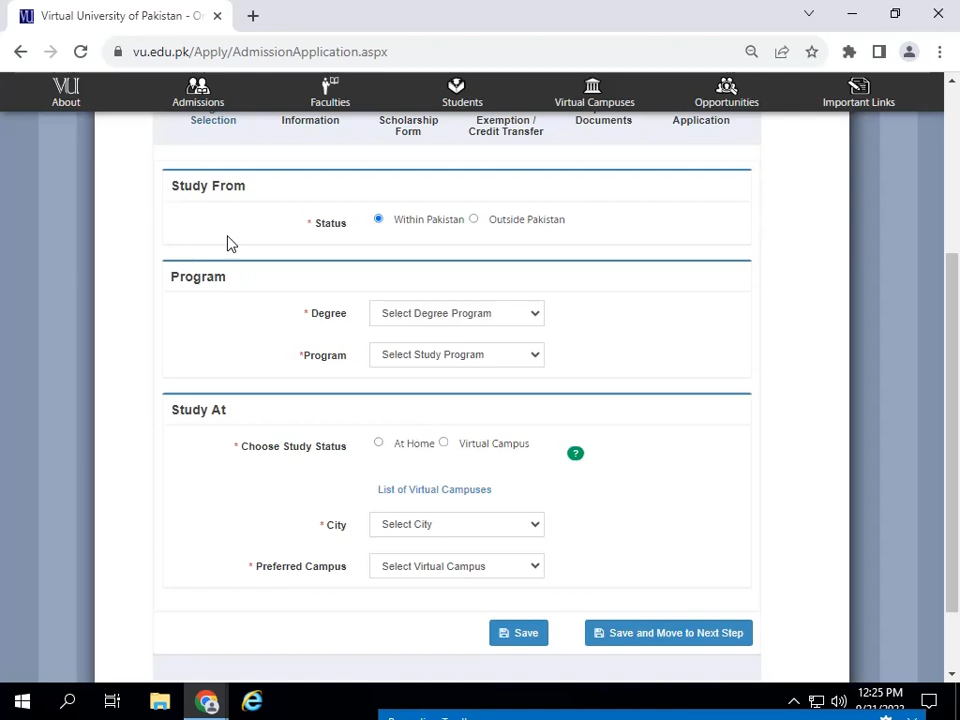 Virtual University of Pakistan - O
vu.edu.pk/Apply/AdmissionApplication.aspx
VU
About
Admissions
Faculties
Students
Virtual Campuses
Opportunities
Important Links
Selection
Information
Scholarship
Form
Exemption /
Credit Transfer
Documents
Application
Study From
* Status
Within Pakistan
Outside Pakistan
Program
* Degree
Select Degree Program
*Program
Select Study Program
Study At
* Choose Study Status
At Home
Virtual Campus
?
List of Virtual Campuses
* City
Select City
* Preferred Campus
Select Virtual Campus
Save
Save and Move to Next Step
12:25 PM